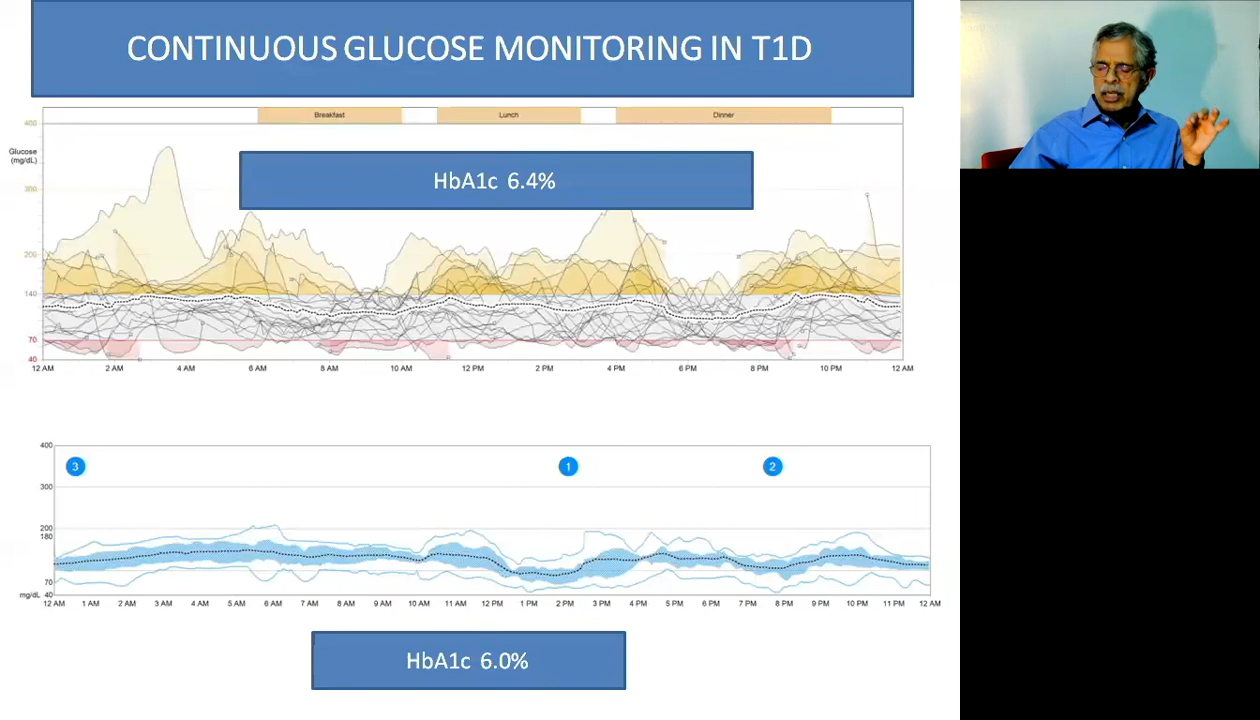 CONTINUOUS GLUCOSE MONITORING IN T1D
Breakfast Lunch Dinner
400
Glucose
(mg/dL)
HbA1c 6.4%
300
200
140
70
40
12 AM 2 AM 4 AM 6 AM 8 AM 10 AM 12 PM 2 PM 4 PM 6 PM 8 PM 10 PM 12 AM
400
3 1 2
300
200
180
70
mg/dL 40
12 AM 1 AM 2 AM 3 AM 4 AM 5 AM 6 AM 7 AM 8 AM 9 AM 10 AM 11 AM 12 PM 1 PM 2 PM 3 PM 4 PM 5 PM 6 PM 7 PM 8 PM 9 PM 10 PM 11 PM 12 AM
HbA1c 6.0%